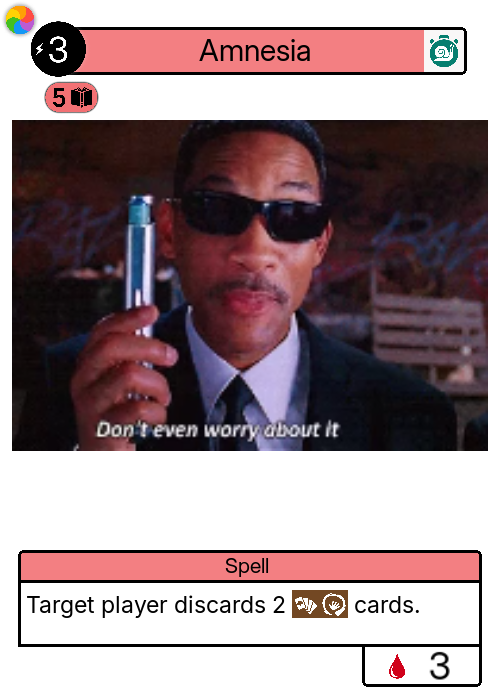 3
Amnesia
5
Don't even worry about it
Spell
Target player discards 2 cards.
3